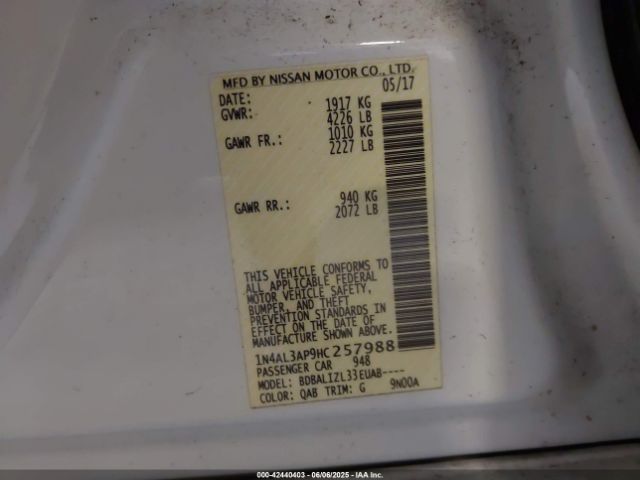 MFD BY NISSAN MOTOR CO., LTD.
DATE: 05/17
GVWR: 1917 KG
4226 LB
GAWR FR.: 1010 KG
2227 LB
GAWR RR.: 940 KG
2072 LB
THIS VEHICLE CONFORMS TO
ALL APPLICABLE FEDERAL
MOTOR VEHICLE SAFETY,
BUMPER, AND THEFT
PREVENTION STANDARDS IN
EFFECT ON THE DATE OF
MANUFACTURE SHOWN ABOVE.
1N4AL3AP9HC257988
PASSENGER CAR 948
MODEL: BDBALIZL33EUAB----
COLOR: QAB TRIM: G 9N00A
000-42440403 - 06/06/2025 - IAA Inc.